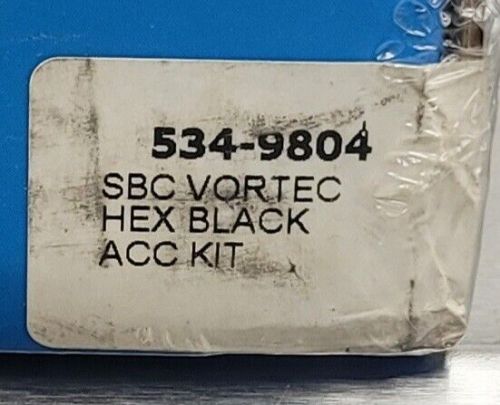 534-9804
SBC VORTEC
HEX BLACK
ACC KIT